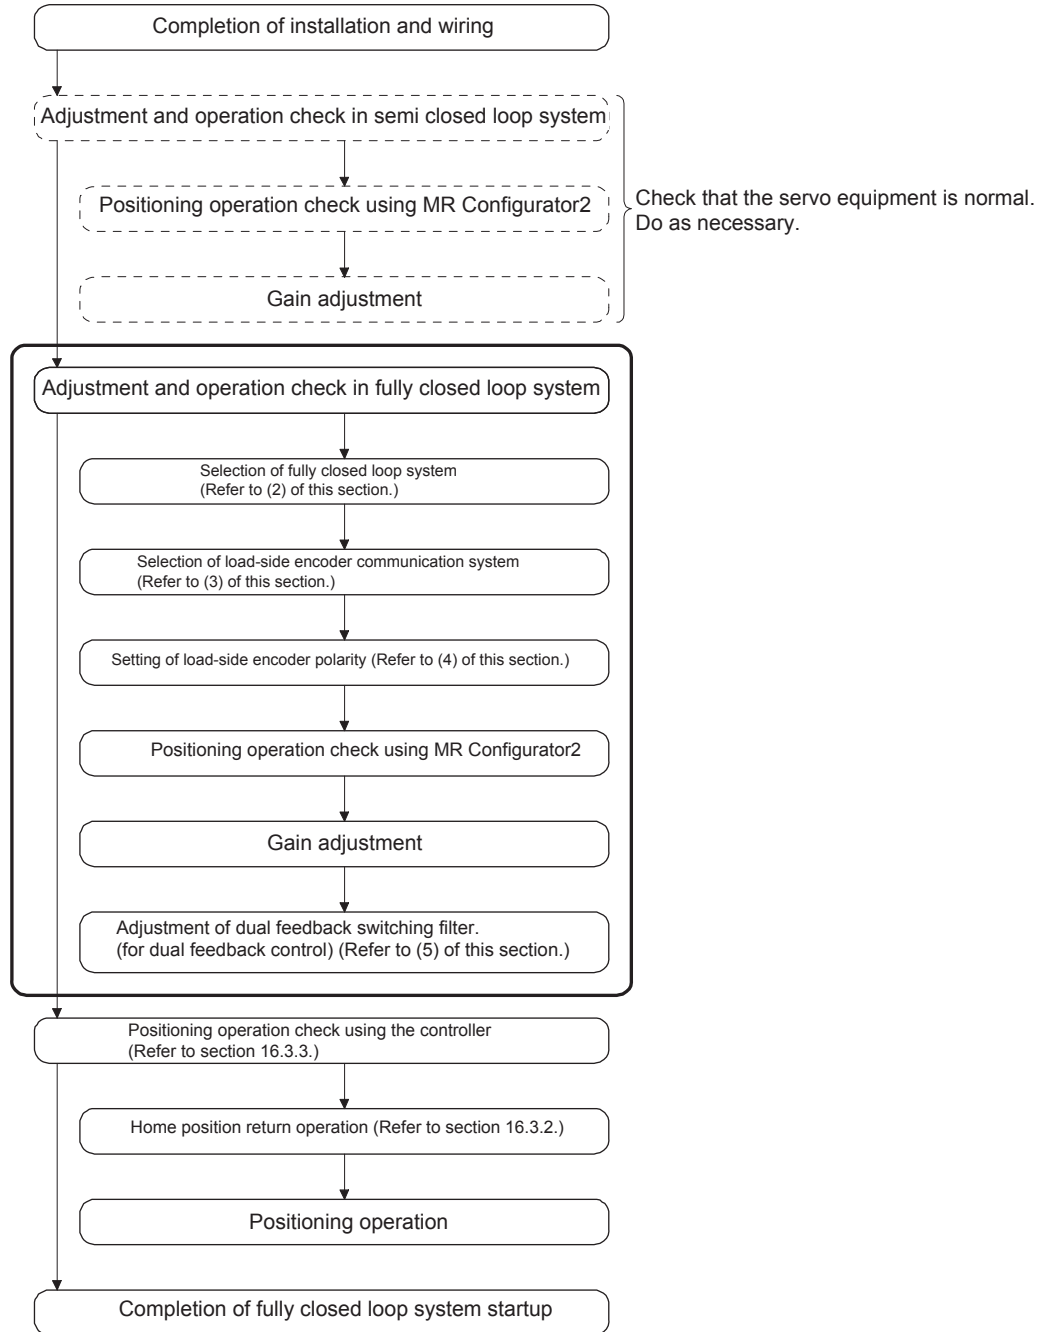 Completion of installation and wiring
Adjustment and operation check in semi closed loop system
Positioning operation check using MR Configurator2
Check that the servo equipment is normal.
Do as necessary.
Gain adjustment
Adjustment and operation check in fully closed loop system
Selection of fully closed loop system
(Refer to (2) of this section.)
Selection of load-side encoder communication system
(Refer to (3) of this section.)
Setting of load-side encoder polarity (Refer to (4) of this section.)
Positioning operation check using MR Configurator2
Gain adjustment
Adjustment of dual feedback switching filter.
(for dual feedback control) (Refer to (5) of this section.)
Positioning operation check using the controller
(Refer to section 16.3.3.)
Home position return operation (Refer to section 16.3.2.)
Positioning operation
Completion of fully closed loop system startup